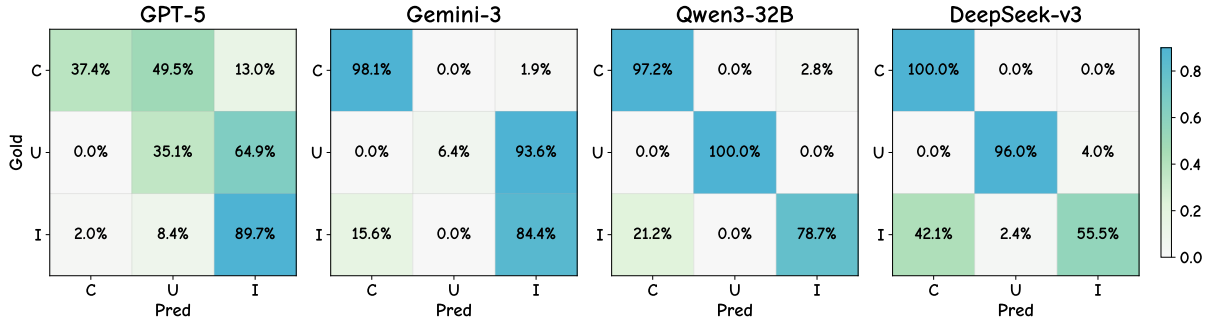 GPT-5 Gemini-3 Qwen3-32B DeepSeek-v3
C 37.4% 49.5% 13.0% C 98.1% 0.0% 1.9% C 97.2% 0.0% 2.8% C 100.0% 0.0% 0.0% 0.8
0.6
Gold U 0.0% 35.1% 64.9% U 0.0% 6.4% 93.6% U 0.0% 100.0% 0.0% U 0.0% 96.0% 4.0% 0.4
0.2
I 2.0% 8.4% 89.7% I 15.6% 0.0% 84.4% I 21.2% 0.0% 78.7% I 42.1% 2.4% 55.5% 0.0
C U I C U I C U I C U I
Pred Pred Pred Pred